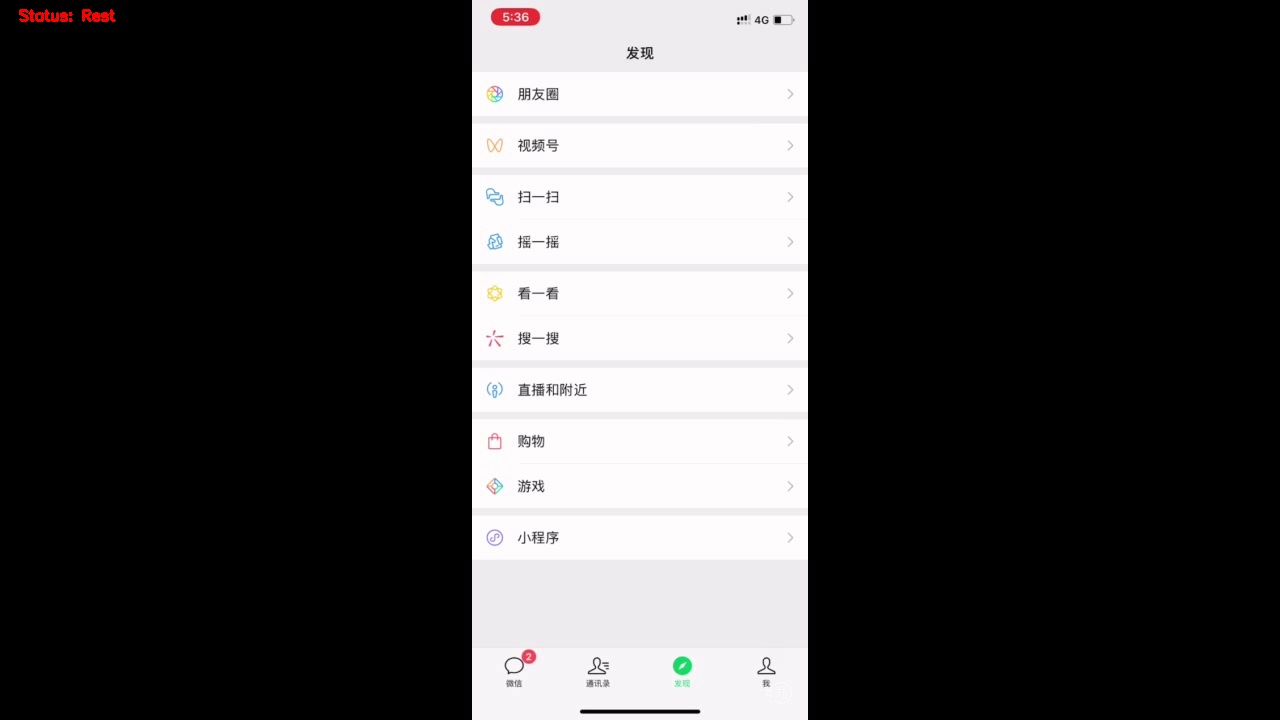 Status: Rest
5:36
4G
发现
朋友圈
视频号
扫一扫
摇一摇
看一看
搜一搜
直播和附近
购物
游戏
小程序
2
微信
通讯录
发现
我